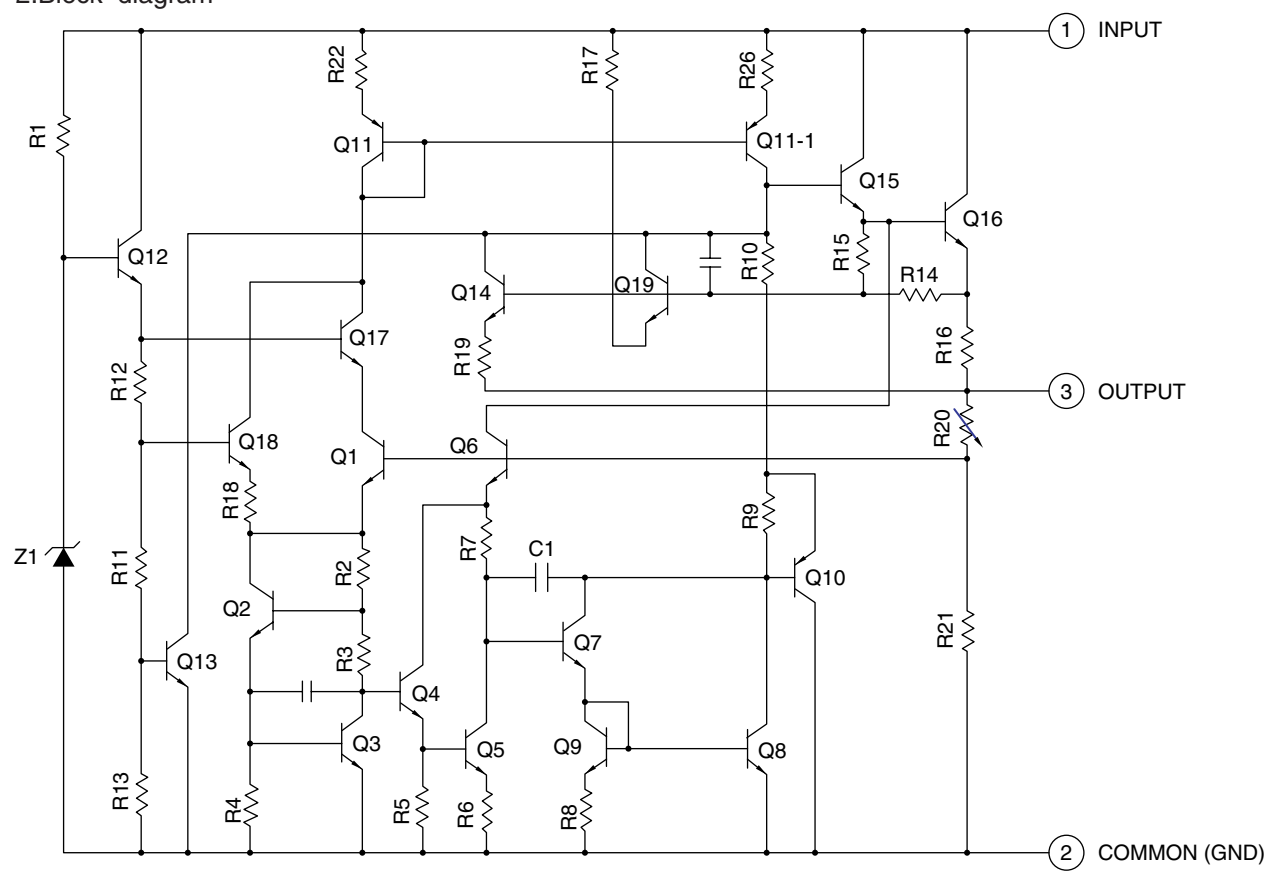 2.Block diagram
1 INPUT
R22
R17
R26
R1
Q11
Q11-1
Q15
Q16
Q12
R10
R15
R14
Q14
Q19
Q17
R19
R16
R12
3 OUTPUT
R20
Q18
Q1
Q6
R18
R9
R7
C1
Z1
R11
R2
Q10
Q2
Q7
R21
R3
Q13
Q4
Q3
Q5
Q9
Q8
R13
R4
R5
R6
R8
2 COMMON (GND)